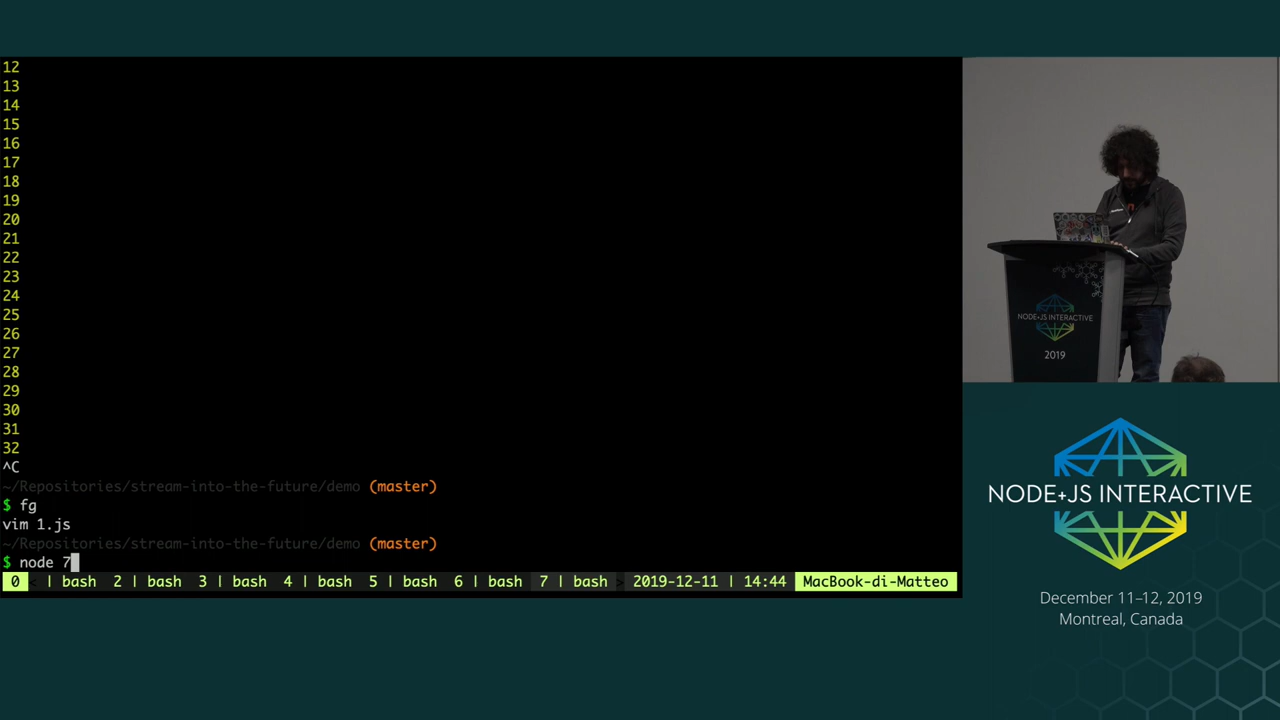 12
13
14
15
16
17
18
19
20
21
22
23
24
25
26
27
28
29
30
31
32
^C
~/Repositories/stream-into-the-future/demo (master)
$ fg
vim 1.js
~/Repositories/stream-into-the-future/demo (master)
$ node 7
0 < | bash 2 | bash 3 | bash 4 | bash 5 | bash 6 | bash 7 | bash > 2019-12-11 | 14:44 MacBook-di-Matteo
NODE+JS INTERACTIVE
2019
NODE+JS INTERACTIVE
December 11–12, 2019
Montreal, Canada